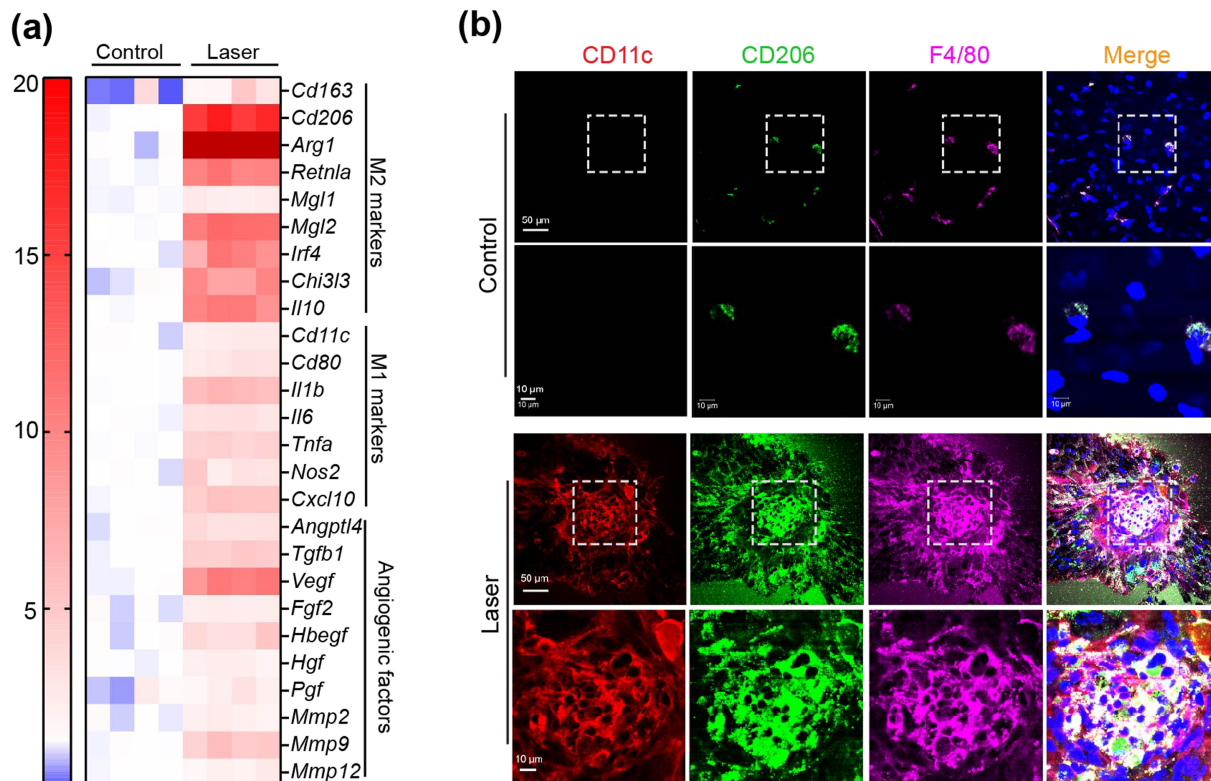 (a)
Control Laser
20
15
10
5
Cd163
Cd206
Arg1
Retnla
Mgl1
Mgl2
Irf4
Chi3l3
Il10
Cd11c
Cd80
Il1b
Il6
Tnfa
Nos2
Cxcl10
Angptl4
Tgfb1
Vegf
Fgf2
Hbegf
Hgf
Pgf
Mmp2
Mmp9
Mmp12
M2 markers
M1 markers
Angiogenic factors
(b)
CD11c CD206 F4/80 Merge
Control
50 µm
10 µm
10 µm
10 µm
10 µm
10 µm
Laser
50 µm
10 µm